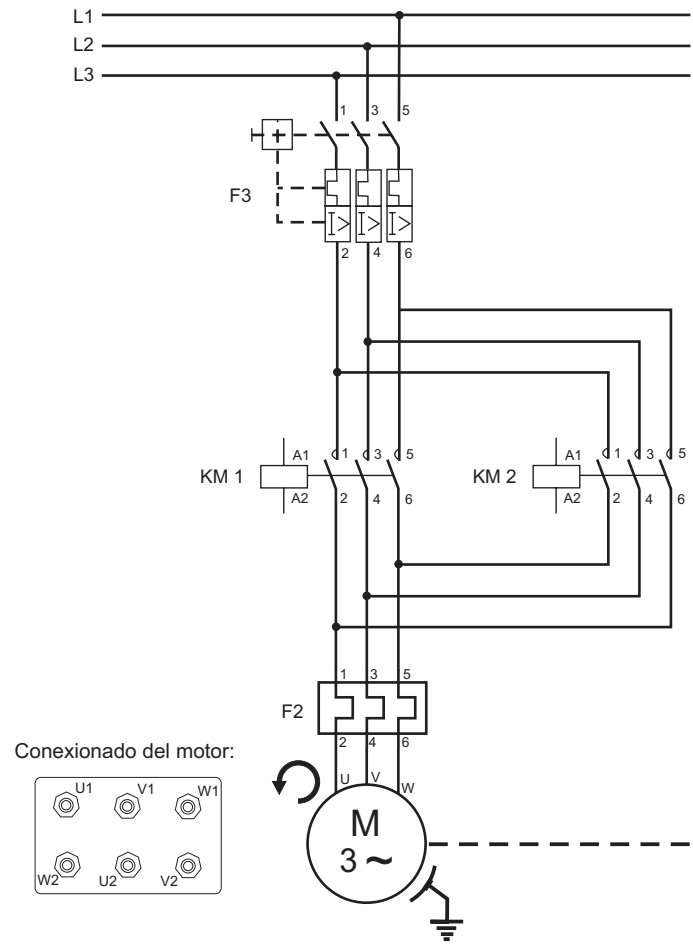 L1
L2
L3
1 3 5
F3
I> I> I>
2 4 6
KM 1 A1 1 3 5
A2 2 4 6
KM 2 A1 1 3 5
A2 2 4 6
1 3 5
F2
2 4 6
U V W
M
3 ~
Conexionado del motor:
U1 V1 W1
W2 U2 V2